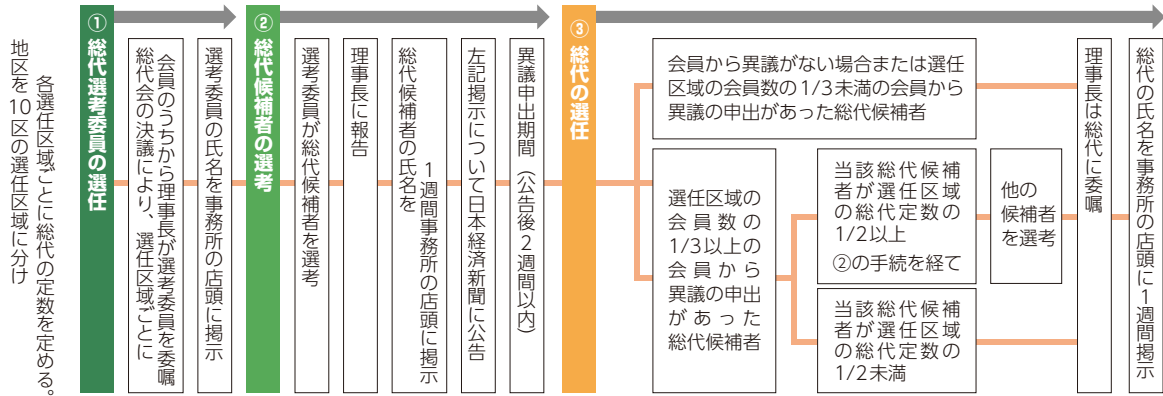 地区を10区の選任区域に分け
各選任区域ごとに総代の定数を定める。
① 総代選考委員の選任
総代会の決議により、選任区域ごとに
会員のうちから理事長が選考委員を委嘱
選考委員の氏名を事務所の店頭に掲示
② 総代候補者の選考
選考委員が総代候補者を選考
理事長に報告
総代候補者の氏名を
1週間事務所の店頭に掲示
左記掲示について日本経済新聞に公告
異議申出期間（公告後2週間以内）
③ 総代の選任
会員から異議がない場合または選任
区域の会員数の1/3未満の会員から
異議の申出があった総代候補者
選任区域の
会員数の
1/3以上の
会員から
異議の申出
があった
総代候補者
当該総代候補
者が選任区域
の総代定数の
1/2以上
②の手続を経て
他の
候補者
を選考
当該総代候補
者が選任区域
の総代定数の
1/2未満
理事長は総代に委嘱
総代の氏名を事務所の店頭に1週間掲示